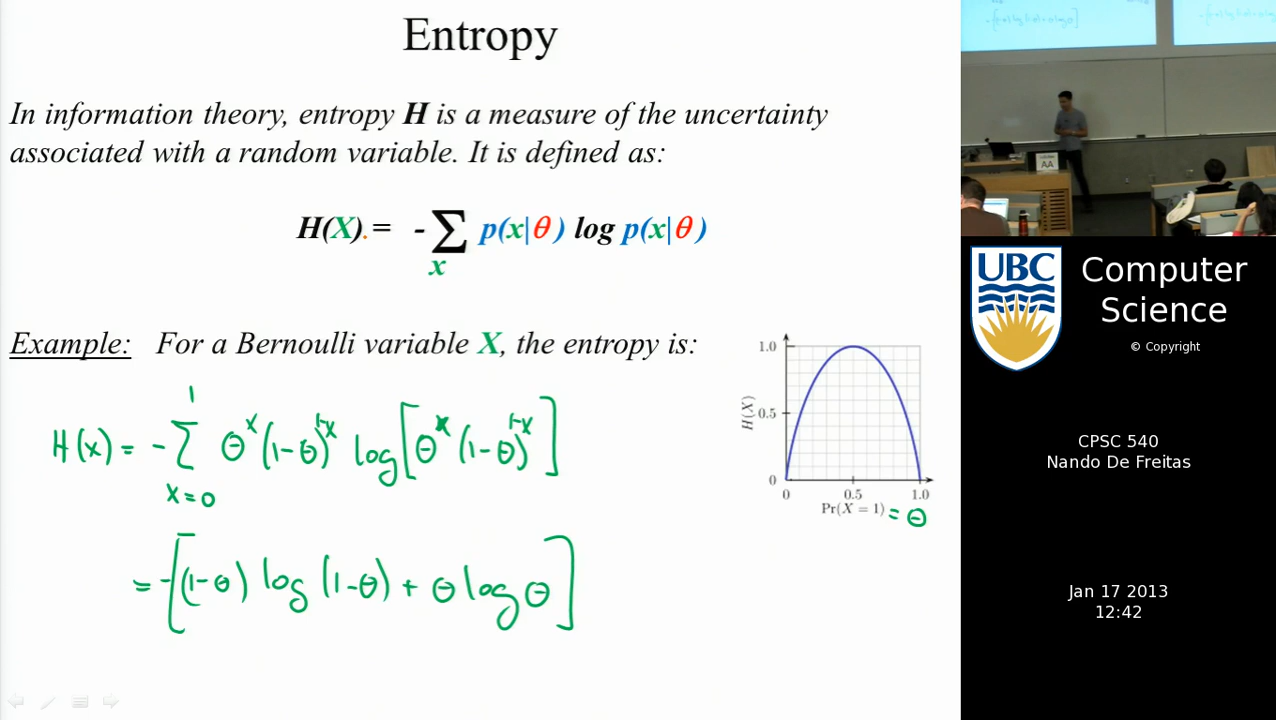 Entropy
In information theory, entropy H is a measure of the uncertainty
associated with a random variable. It is defined as:
H(X) = - ∑ p(x|θ) log p(x|θ)
x
Example: For a Bernoulli variable X, the entropy is:
H(x) = - ∑_{x=0}^{1} θ^x (1-θ)^{1-x} log [θ^x (1-θ)^{1-x}]
= -[(1-θ) log (1-θ) + θ log θ]
1.0
0.5
0
H(X)
0 0.5 1.0
Pr(X = 1) = θ
AA
UBC
Computer
Science
© Copyright
CPSC 540
Nando De Freitas
Jan 17 2013
12:42